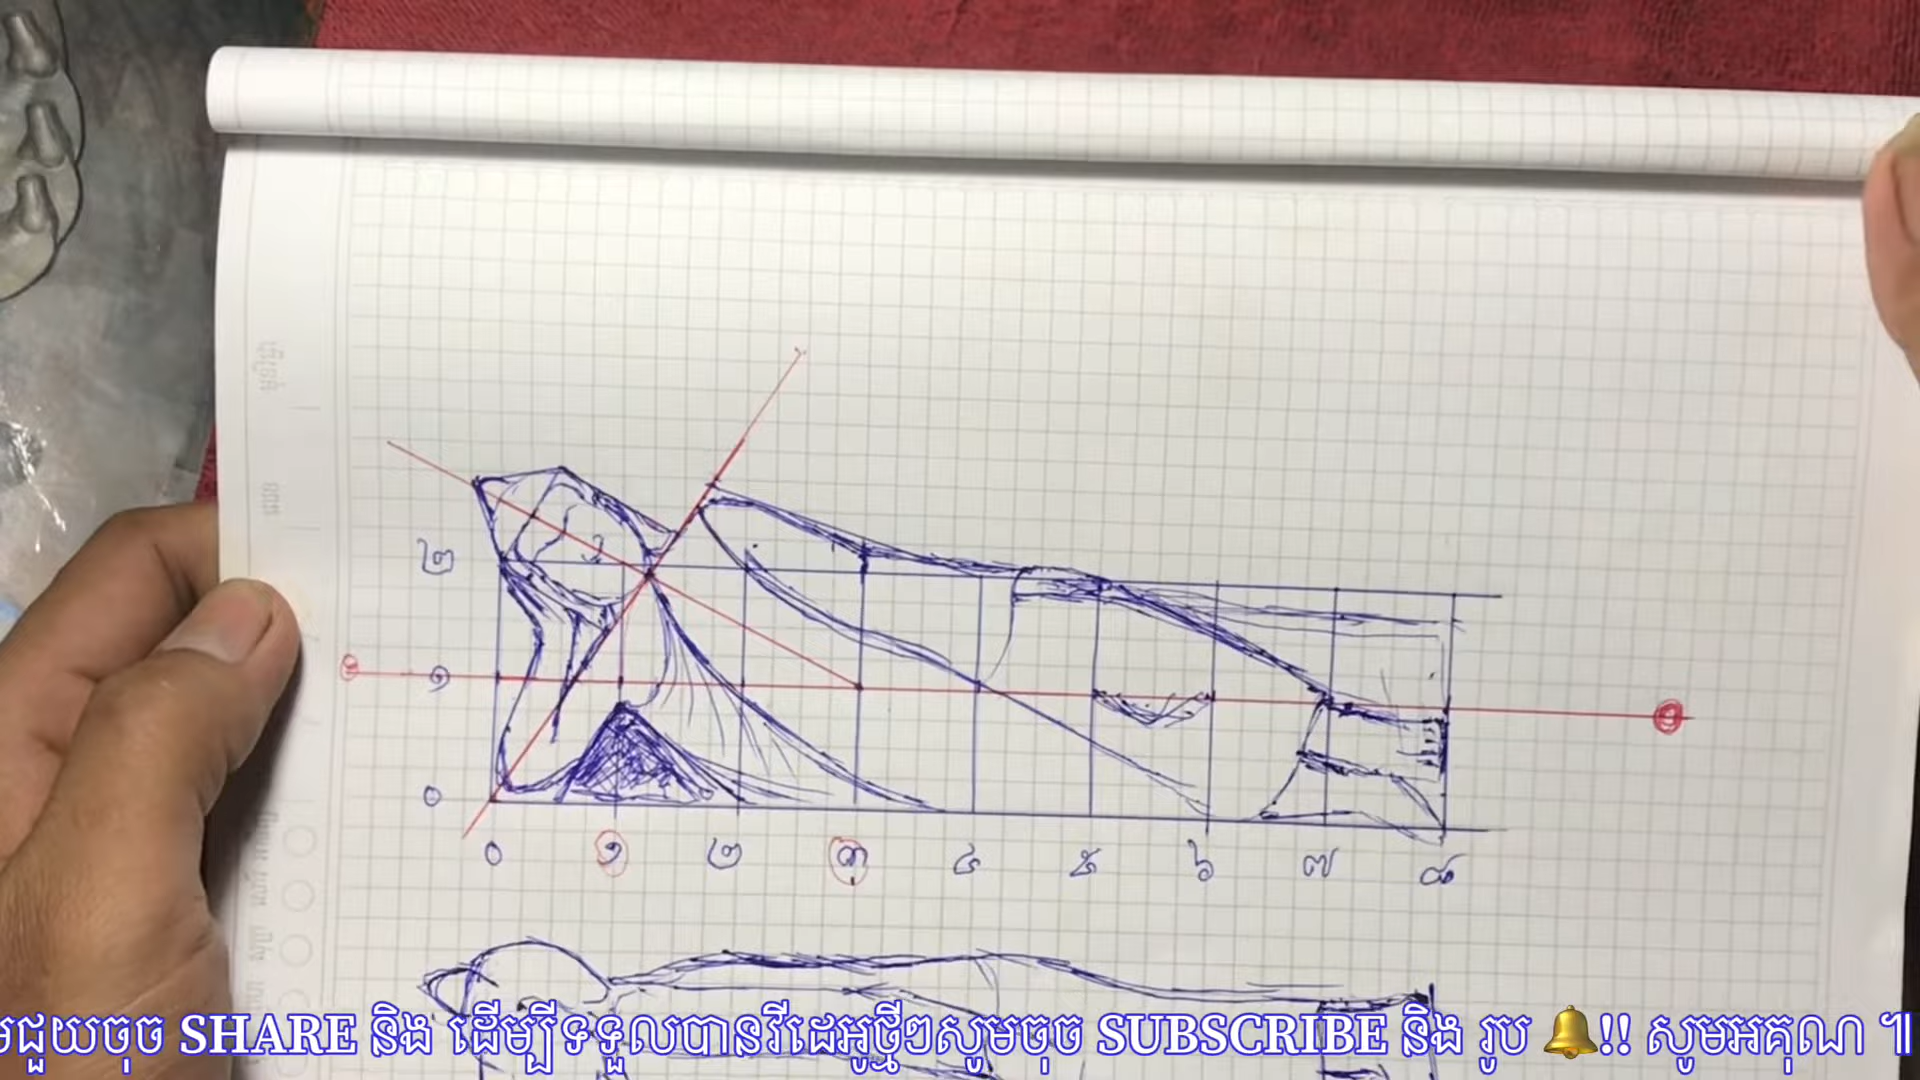 ២
១
០
០ ១ ២ ៣ ៤ ៥ ៦ ៧ ៨
ជួយចុច SHARE និង ដើម្បីទទួលបានវីដេអូថ្មីៗសូមចុច SUBSCRIBE និង រូប 🔔!! សូមអគុណ ៕